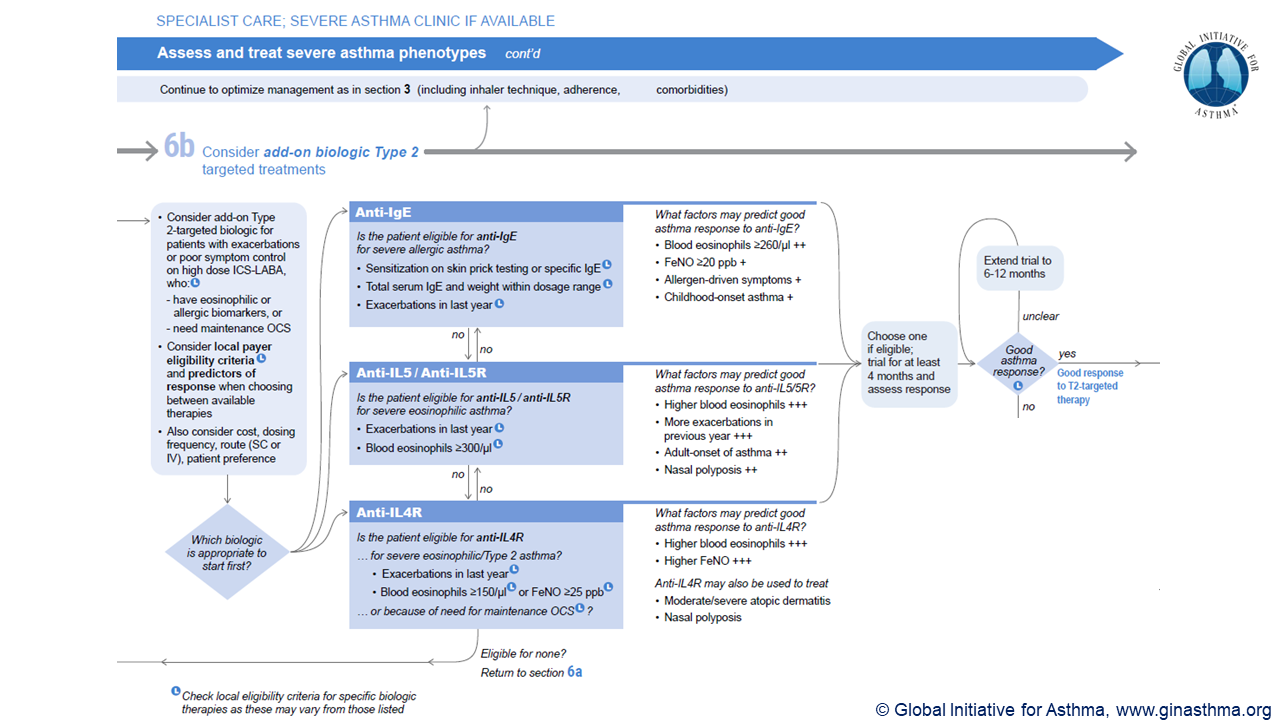 SPECIALIST CARE; SEVERE ASTHMA CLINIC IF AVAILABLE
Assess and treat severe asthma phenotypes cont’d
GLOBAL INITIATIVE FOR
ASTHMA
Continue to optimize management as in section 3 (including inhaler technique, adherence, comorbidities)
6b Consider add-on biologic Type 2
targeted treatments
• Consider add-on Type
2-targeted biologic for
patients with exacerbations
or poor symptom control
on high dose ICS-LABA,
who:
- have eosinophilic or
allergic biomarkers, or
- need maintenance OCS
• Consider local payer
eligibility criteria
and predictors of
response when choosing
between available
therapies
• Also consider cost, dosing
frequency, route (SC or
IV), patient preference
Which biologic
is appropriate to
start first?
Anti-IgE
Is the patient eligible for anti-IgE
for severe allergic asthma?
• Sensitization on skin prick testing or specific IgE
• Total serum IgE and weight within dosage range
• Exacerbations in last year
What factors may predict good
asthma response to anti-IgE?
• Blood eosinophils ≥260/µl ++
• FeNO ≥20 ppb +
• Allergen-driven symptoms +
• Childhood-onset asthma +
no
no
Anti-IL5 / Anti-IL5R
Is the patient eligible for anti-IL5 / anti-IL5R
for severe eosinophilic asthma?
• Exacerbations in last year
• Blood eosinophils ≥300/µl
What factors may predict good
asthma response to anti-IL5/5R?
• Higher blood eosinophils +++
• More exacerbations in
previous year +++
• Adult-onset of asthma ++
• Nasal polyposis ++
no
no
Anti-IL4R
Is the patient eligible for anti-IL4R
… for severe eosinophilic/Type 2 asthma?
• Exacerbations in last year
• Blood eosinophils ≥150/µl or FeNO ≥25 ppb
… or because of need for maintenance OCS ?
What factors may predict good
asthma response to anti-IL4R?
• Higher blood eosinophils +++
• Higher FeNO +++
Anti-IL4R may also be used to treat
• Moderate/severe atopic dermatitis
• Nasal polyposis
Eligible for none?
Return to section 6a
Choose one
if eligible;
trial for at least
4 months and
assess response
Extend trial to
6-12 months
unclear
Good
asthma
response?
yes
Good response
to T2-targeted
therapy
no
Check local eligibility criteria for specific biologic
therapies as these may vary from those listed
© Global Initiative for Asthma, www.ginasthma.org